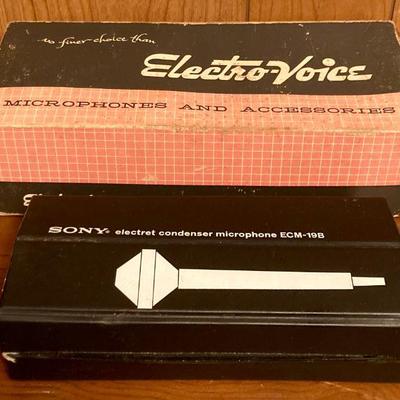 no finer choice than
Electro-Voice
MICROPHONES AND ACCESSORIES
SONY® electret condenser microphone ECM-19B